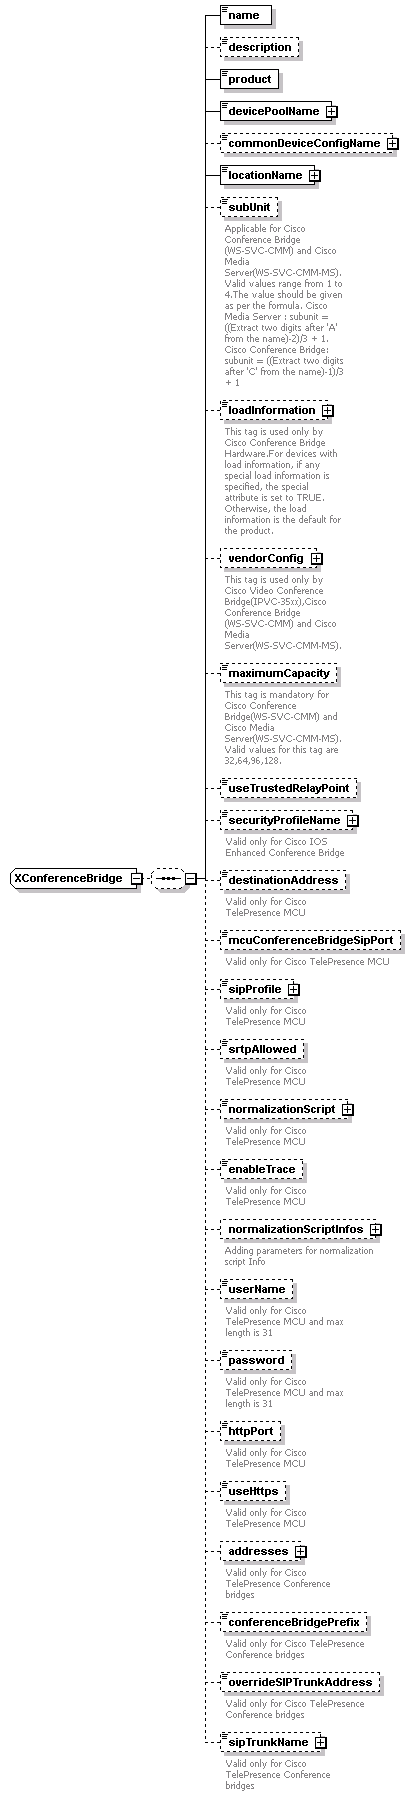 name
description
product
devicePoolName
commonDeviceConfigName
locationName
subUnit
Applicable for Cisco
Conference Bridge
(WS-SVC-CMM) and Cisco
Media
Server(WS-SVC-CMM-MS).
Valid values range from 1 to
4.The value should be given
as per the formula. Cisco
Media Server : subunit =
((Extract two digits after 'A'
from the name)-2)/3 + 1.
Cisco Conference Bridge:
subunit = ((Extract two digits
after 'C' from the name)-1)/3
+ 1
loadInformation
This tag is used only by
Cisco Conference Bridge
Hardware.For devices with
load information, if any
special load information is
specified, the special
attribute is set to TRUE.
Otherwise, the load
information is the default for
the product.
vendorConfig
This tag is used only by
Cisco Video Conference
Bridge(IPVC-35xx),Cisco
Conference Bridge
(WS-SVC-CMM) and Cisco
Media
Server(WS-SVC-CMM-MS).
maximumCapacity
This tag is mandatory for
Cisco Conference
Bridge(WS-SVC-CMM) and
Cisco Media
Server(WS-SVC-CMM-MS).
Valid values for this tag are
32,64,96,128.
useTrustedRelayPoint
securityProfileName
Valid only for Cisco IOS
Enhanced Conference Bridge
XConferenceBridge
destinationAddress
Valid only for Cisco
TelePresence MCU
mcuConferenceBridgeSipPort
Valid only for Cisco TelePresence MCU
sipProfile
Valid only for Cisco
TelePresence MCU
srtpAllowed
Valid only for Cisco
TelePresence MCU
normalizationScript
Valid only for Cisco
TelePresence MCU
enableTrace
Valid only for Cisco
TelePresence MCU
normalizationScriptInfos
Adding parameters for normalization
script Info
userName
Valid only for Cisco
TelePresence MCU and max
length is 31
password
Valid only for Cisco
TelePresence MCU and max
length is 31
httpPort
Valid only for Cisco
TelePresence MCU
useHttps
Valid only for Cisco
TelePresence MCU
addresses
Valid only for Cisco
TelePresence Conference
bridges
conferenceBridgePrefix
Valid only for Cisco TelePresence
Conference bridges
overrideSIPTrunkAddress
Valid only for Cisco TelePresence
Conference bridges
sipTrunkName
Valid only for Cisco
TelePresence Conference
bridges